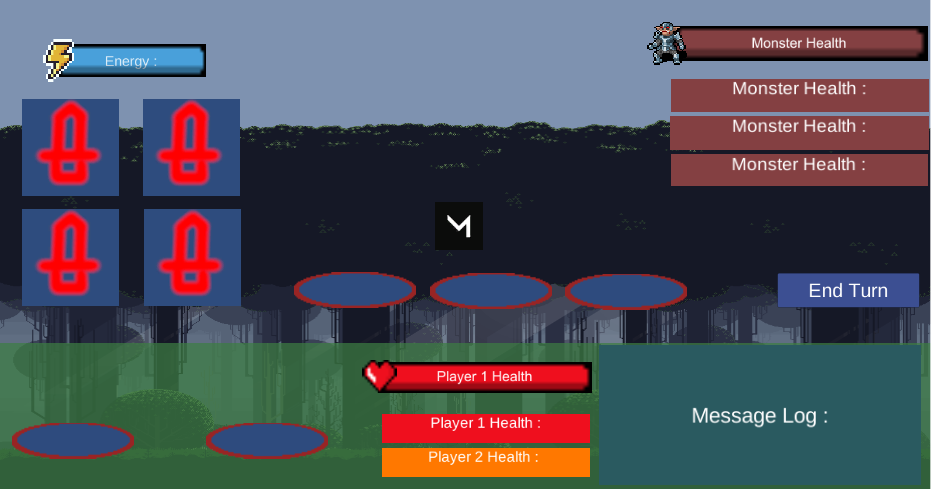 Monster Health
Energy :
Monster Health :
Monster Health :
Monster Health :
End Turn
Player 1 Health
Message Log :
Player 1 Health :
Player 2 Health :